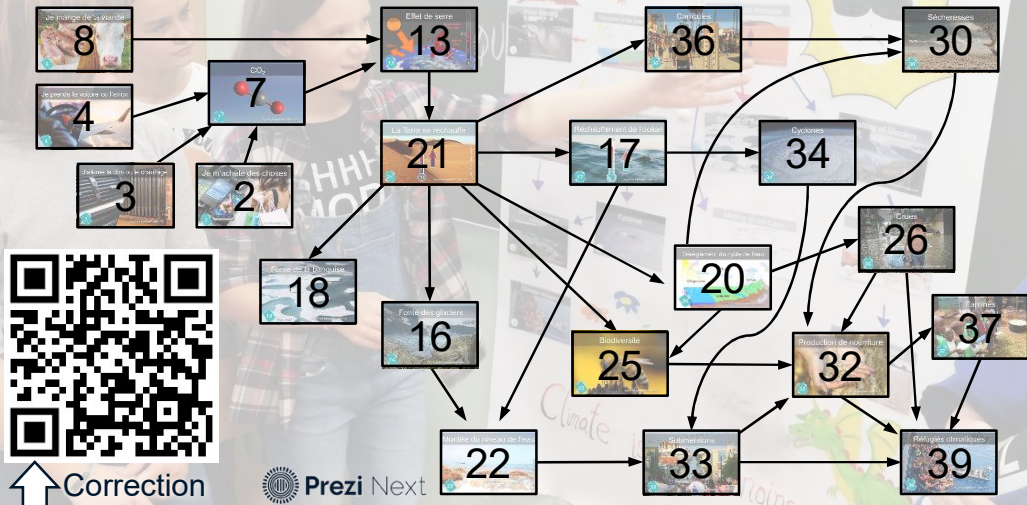 Je mange de la viande
8
Effet de serre
13
Canicules
36
Sécheresses
30
CO2
7
Je prends la voiture ou l'avion
4
La Terre se réchauffe
21
Réchauffement de l'océan
17
Cyclones
34
J'allume la clim ou le chauffage
3
Je m'achète des choses
2
Crues
26
Dérèglement du cycle de l'eau
20
Fonte de la banquise
18
Fonte des glaciers
16
Famines
37
Biodiversité
25
Production de nourriture
32
Climate
Montée du niveau de l'eau
22
Submersions
33
Réfugiés climatiques
39
Correction
Prezi Next